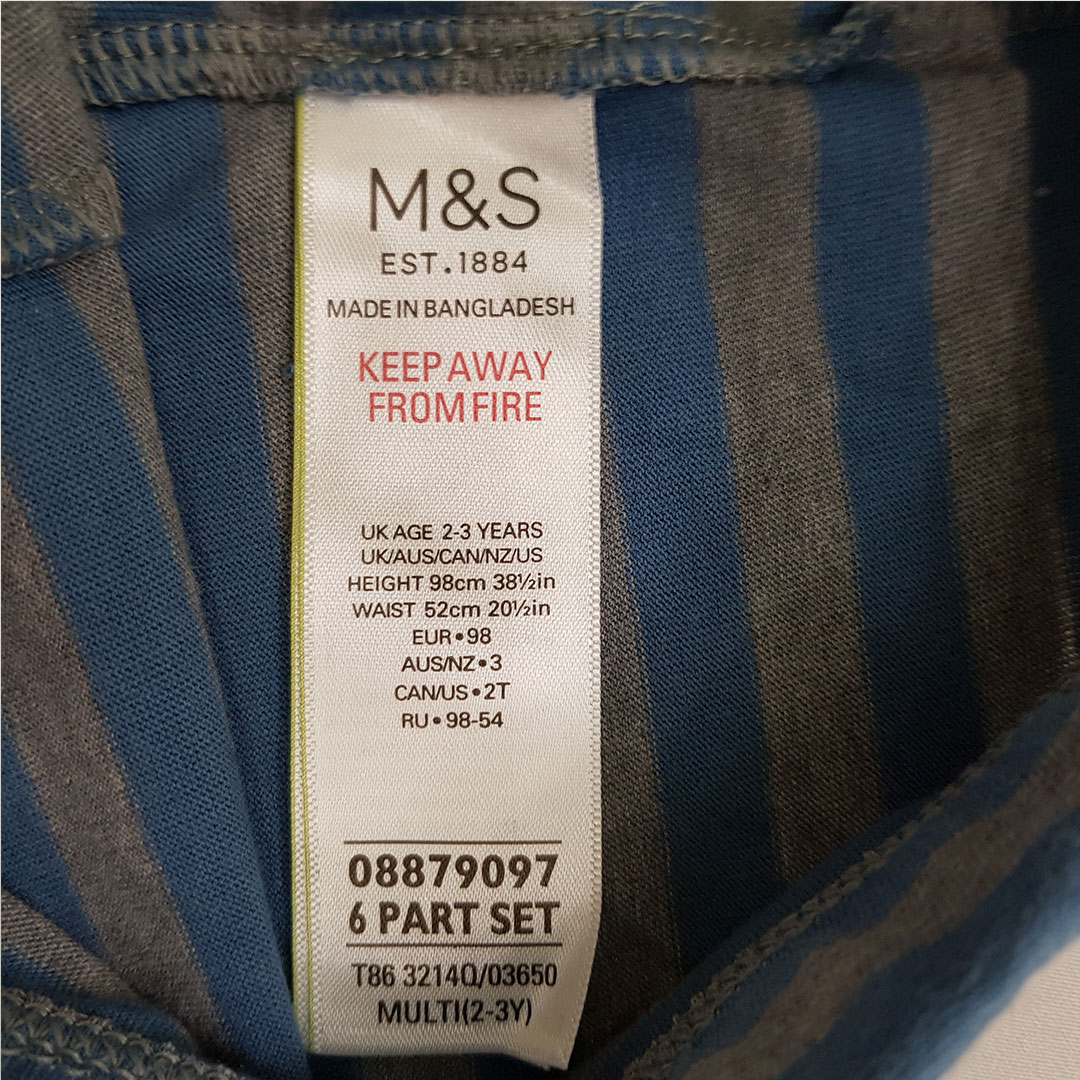 M&S
EST.1884
MADE IN BANGLADESH
KEEP AWAY
FROM FIRE
UK AGE 2-3 YEARS
UK/AUS/CAN/NZ/US
HEIGHT 98cm 38½in
WAIST 52cm 20½in
EUR•98
AUS/NZ•3
CAN/US•2T
RU•98-54
08879097
6 PART SET
T86 3214Q/03650
MULTI(2-3Y)